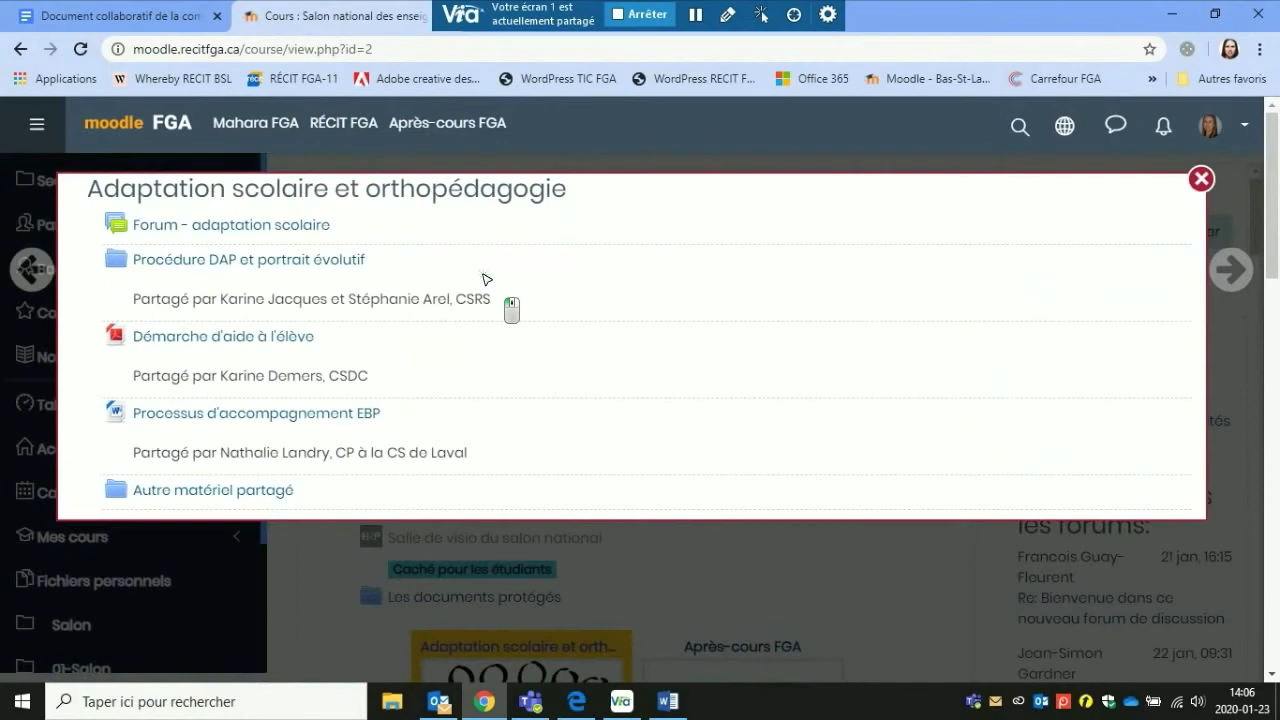 Document collaboratif de la com
Cours : Salon national des enseig
Via
Votre écran 1 est
actuellement partagé
Arrêter
moodle.recitfga.ca/course/view.php?id=2
Applications
Whereby RECIT BSL
RÉCIT FGA-11
Adobe creative des...
WordPress TIC FGA
WordPress RECIT F...
Office 365
Moodle - Bas-St-La...
Carrefour FGA
»
Autres favoris
moodle FGA
Mahara FGA
RÉCIT FGA
Après-cours FGA
Adaptation scolaire et orthopédagogie
Forum - adaptation scolaire
Procédure DAP et portrait évolutif
Partagé par Karine Jacques et Stéphanie Arel, CSRS
Démarche d'aide à l'élève
Partagé par Karine Demers, CSDC
Processus d'accompagnement EBP
Partagé par Nathalie Landry, CP à la CS de Laval
Autre matériel partagé
Mes cours
Fichiers personnels
Salon
01-Salon
Salle de visio du salon national
Caché pour les étudiants
Les documents protégés
Adaptation scolaire et orth...
Après-cours FGA
les forums:
Francois Guay-
Fleurent
21 jan, 16:15
Re: Bienvenue dans ce
nouveau forum de discussion
Jean-Simon
Gardner
22 jan, 09:31
Taper ici pour rechercher
14:06
2020-01-23